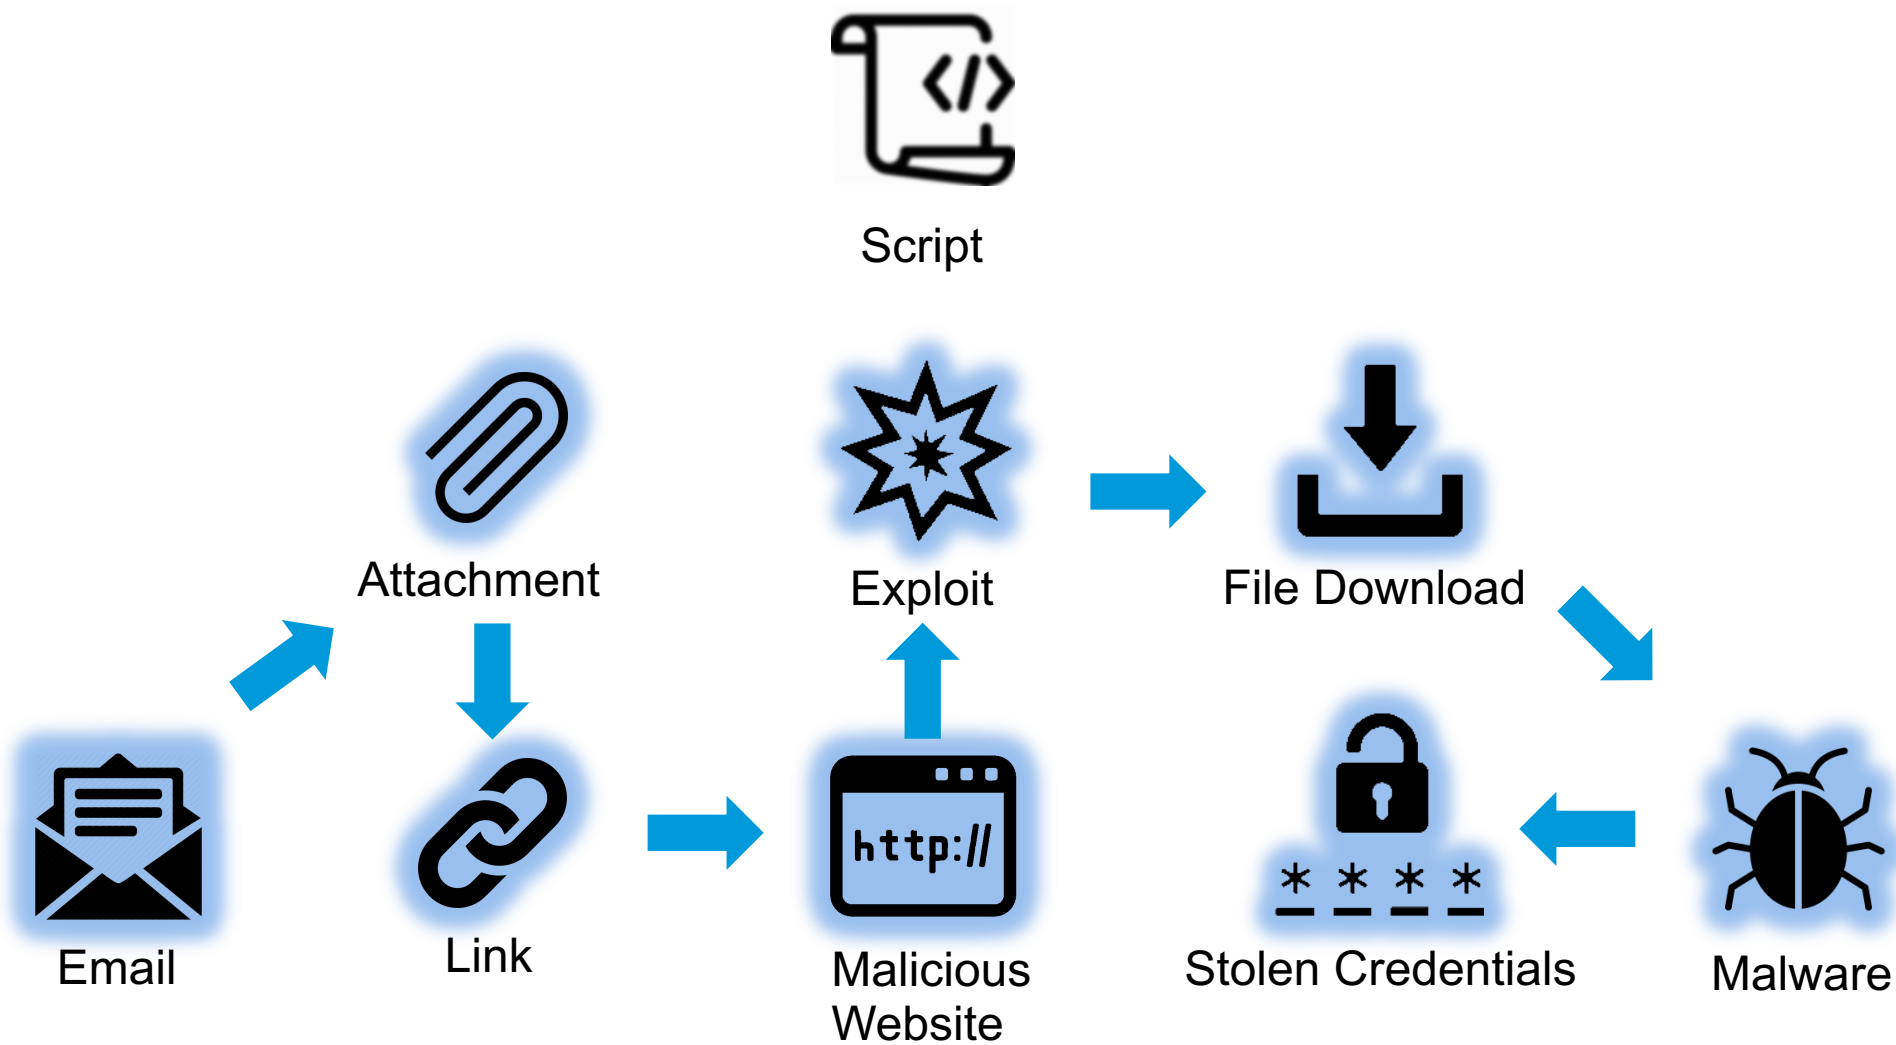 </>
Script
Attachment
Exploit
File Download
http://
* * * *
Email
Link
Malicious
Website
Stolen Credentials
Malware